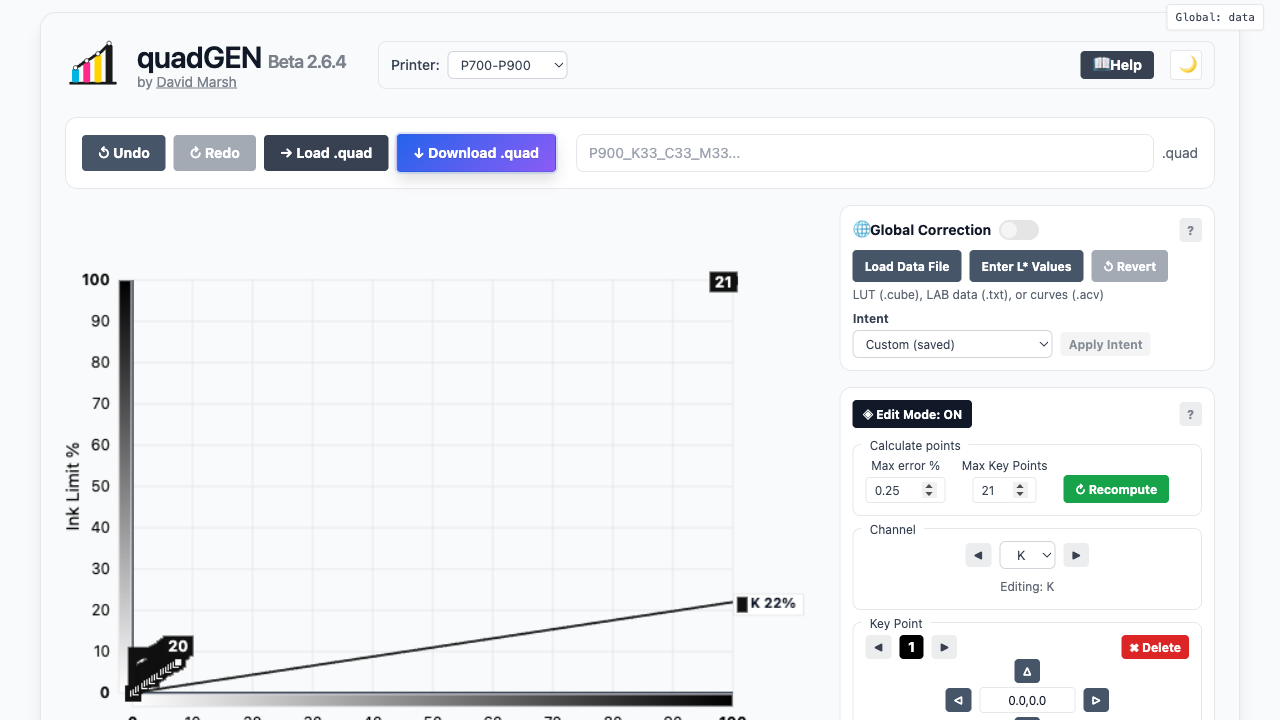 Global: data
quadGEN Beta 2.6.4
by David Marsh
Printer: P700-P900
Help
Undo
Redo
Load .quad
Download .quad
P900_K33_C33_M33...
.quad
Global Correction
?
Load Data File
Enter L* Values
Revert
LUT (.cube), LAB data (.txt), or curves (.acv)
Intent
Custom (saved)
Apply Intent
Edit Mode: ON
?
Calculate points
Max error %
Max Key Points
0.25
21
Recompute
Channel
K
Editing: K
Key Point
1
Delete
0.0,0.0
Ink Limit %
100
90
80
70
60
50
40
30
20
10
0
21
20
K 22%
0 10 20 30 40 50 60 70 80 90 100